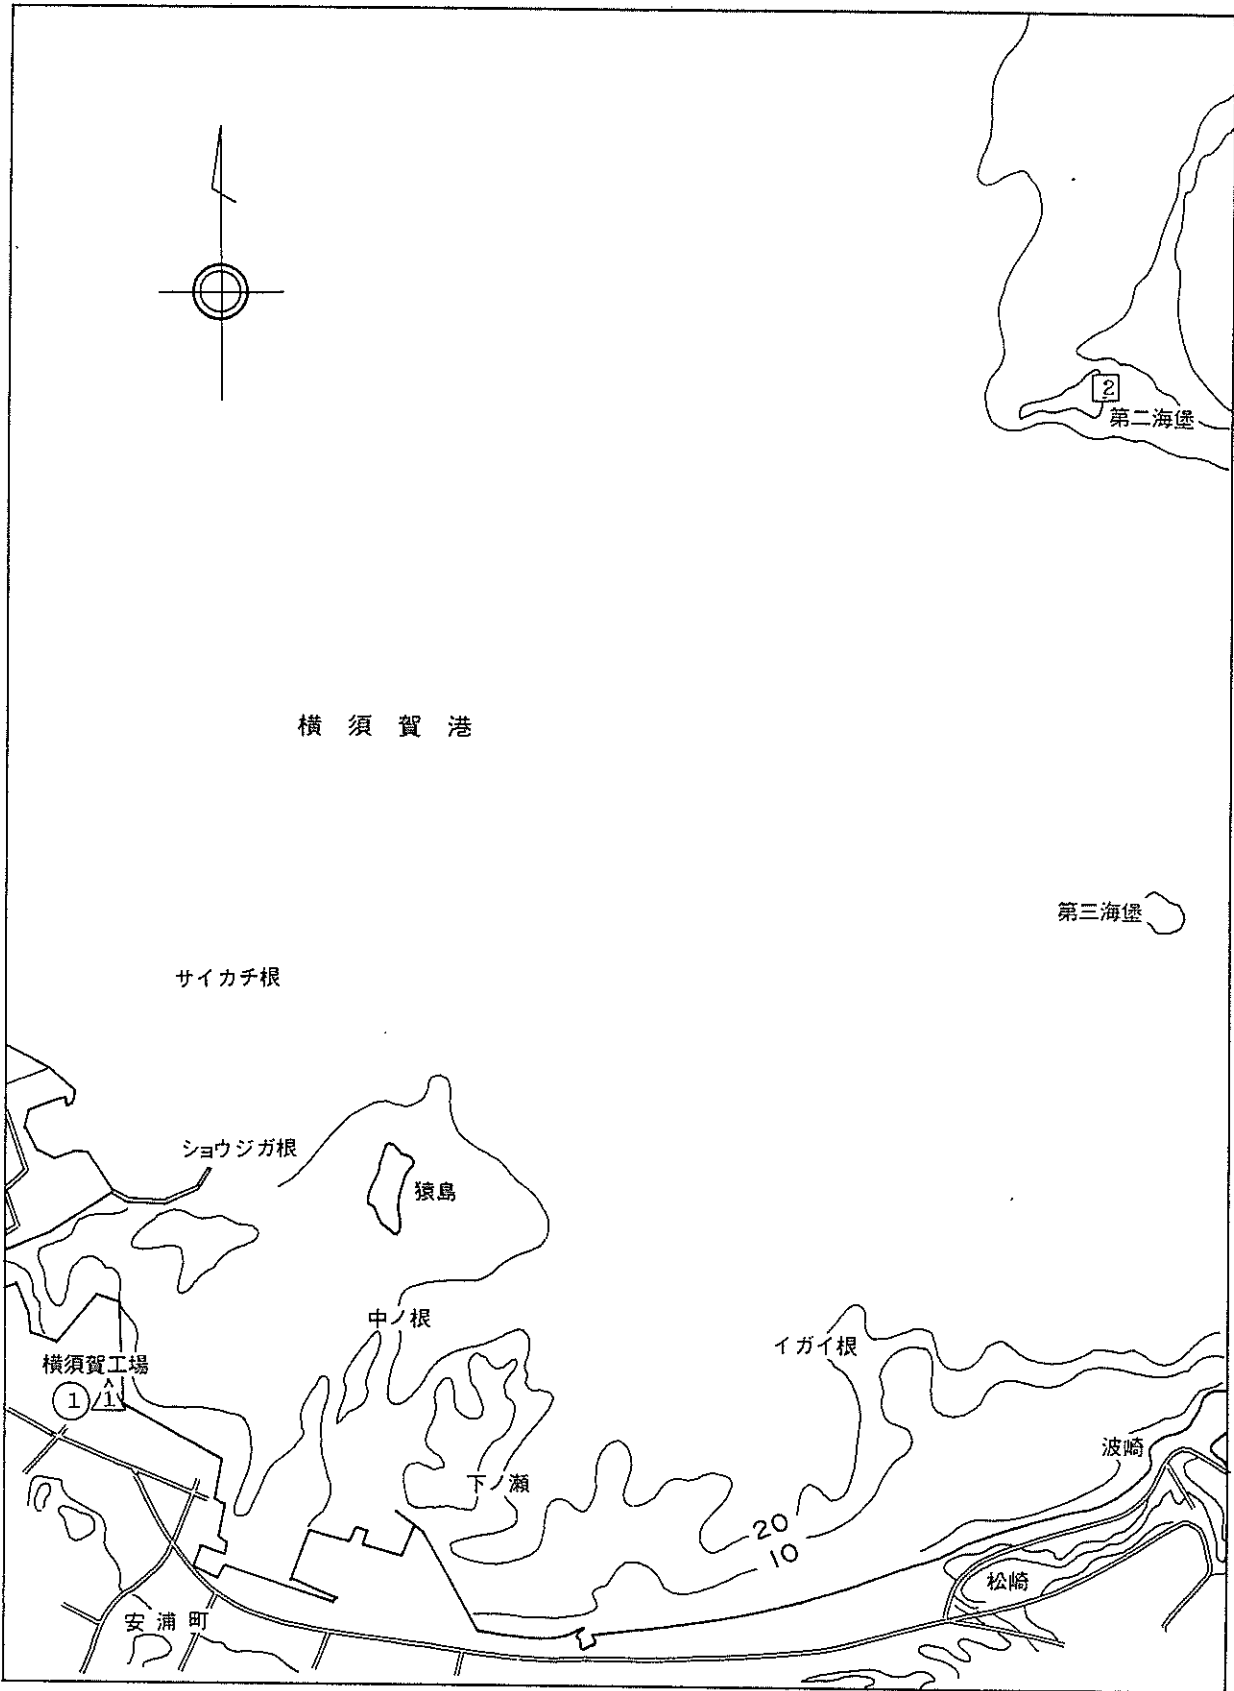 2
第二海堡
横須賀港
第三海堡
サイカチ根
ショウジガ根
猿島
中ノ根
イガイ根
横須賀工場
1
1
波崎
下ノ瀬
20
10
松崎
安浦町